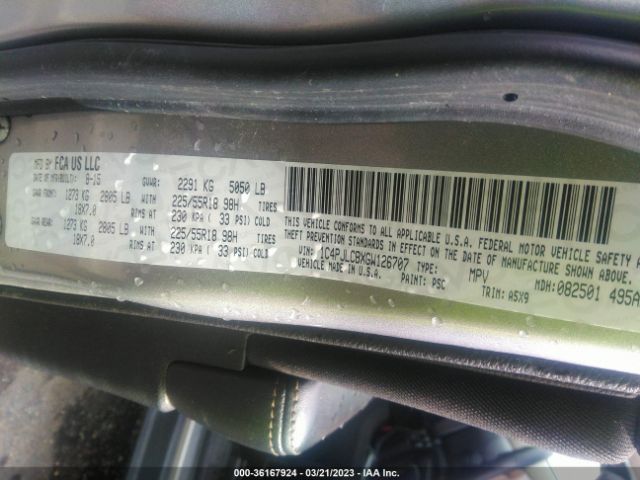 MFD BY FCA US LLC
DATE OF MFR(BUILT): 8-15 GVWR: 2291 KG 5050 LB
GAWR FRONT: 1273 KG 2805 LB 225/55R18 98H TIRES
18X7.0 RIMS AT 230 KPA ( 33 PSI) COLD
GAWR REAR: 1273 KG 2805 LB 225/55R18 98H TIRES
18X7.0 RIMS AT 230 KPA ( 33 PSI) COLD
THIS VEHICLE CONFORMS TO ALL APPLICABLE U.S.A. FEDERAL MOTOR VEHICLE SAFETY
THEFT PREVENTION STANDARDS IN EFFECT ON THE DATE OF MANUFACTURE SHOWN
VIN: 1C4PJLCBXGW126707 TYPE: MPV MDH: 082501 495A
MADE IN U.S.A. PAINT: PSC TRIM: A5X9
000-36167924 — 03/21/2023 — IAA Inc.